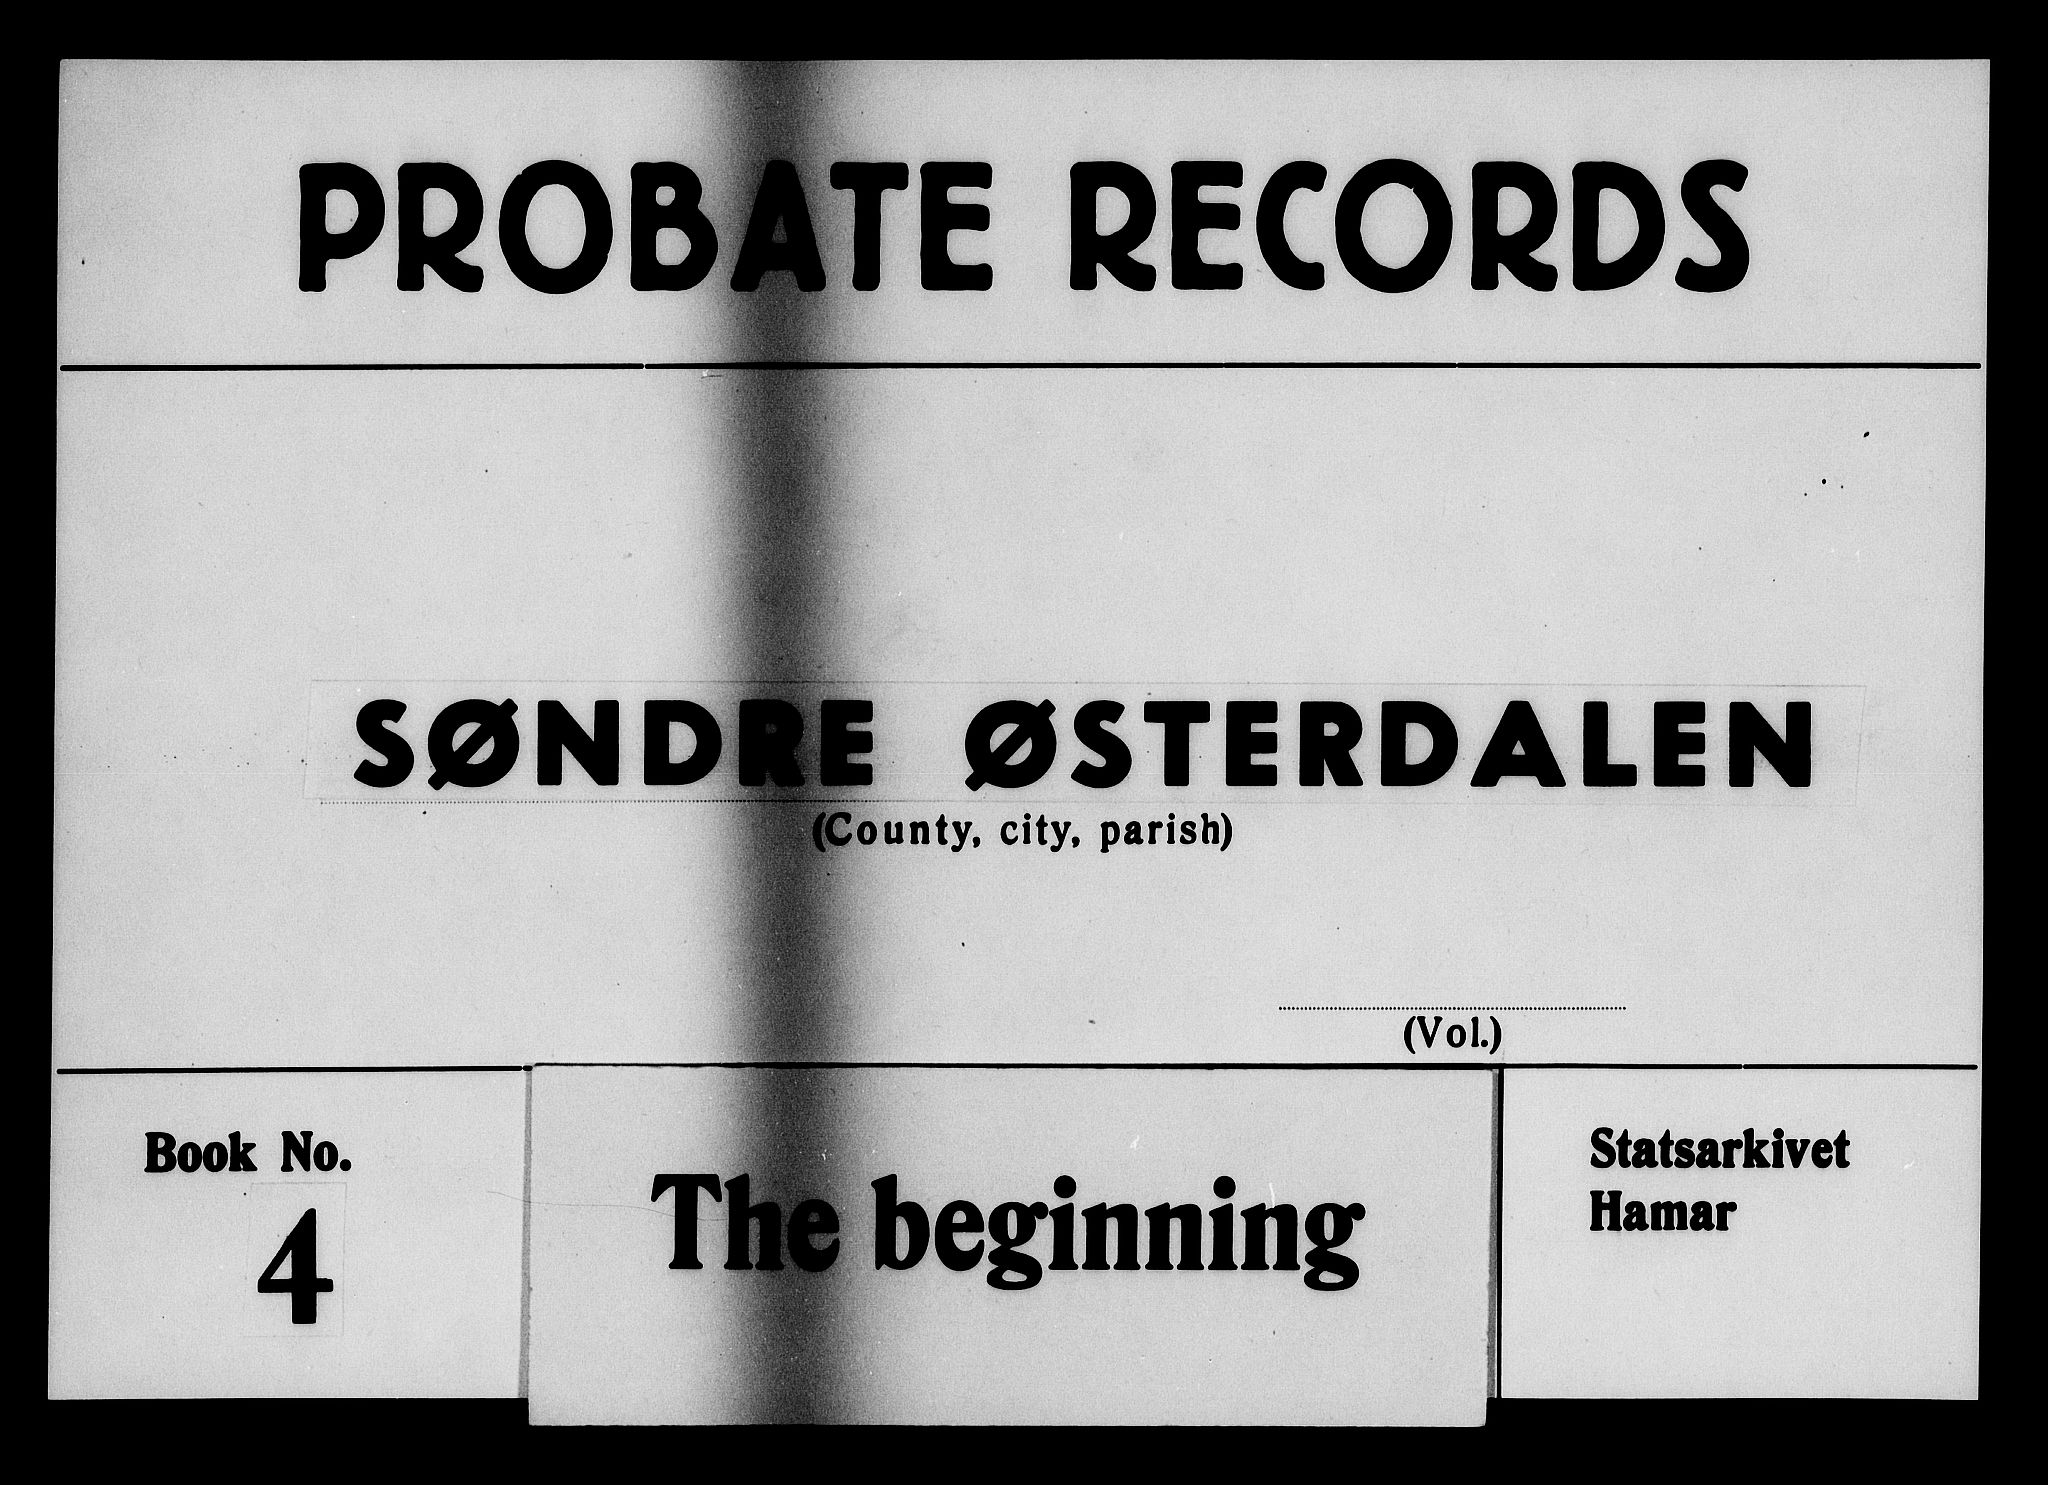 PROBATE RECORDS
SØNDRE ØSTERDALEN
(County, city, parish)
(Vol.)
Book No.
4
The beginning
Statsarkivet
Hamar